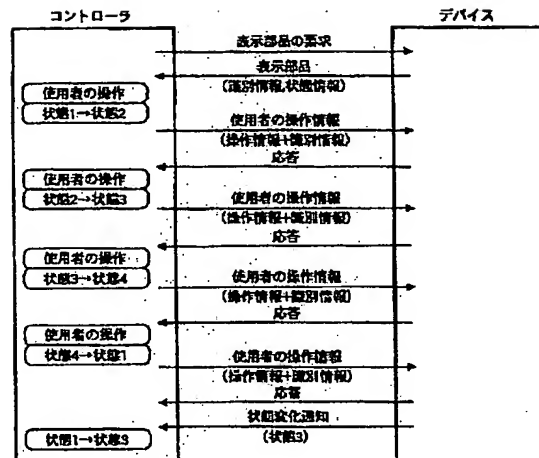 コントローラ
デバイス
表示部品の要求
表示部品
(識別情報,状態情報)
使用者の操作
状態1→状態2
使用者の操作情報
(操作情報+識別情報)
応答
使用者の操作
状態2→状態3
使用者の操作情報
(操作情報+識別情報)
応答
使用者の操作
状態3→状態4
使用者の操作情報
(操作情報+識別情報)
応答
使用者の操作
状態4→状態1
使用者の操作情報
(操作情報+識別情報)
応答
状態変化通知
(状態3)
状態1→状態3